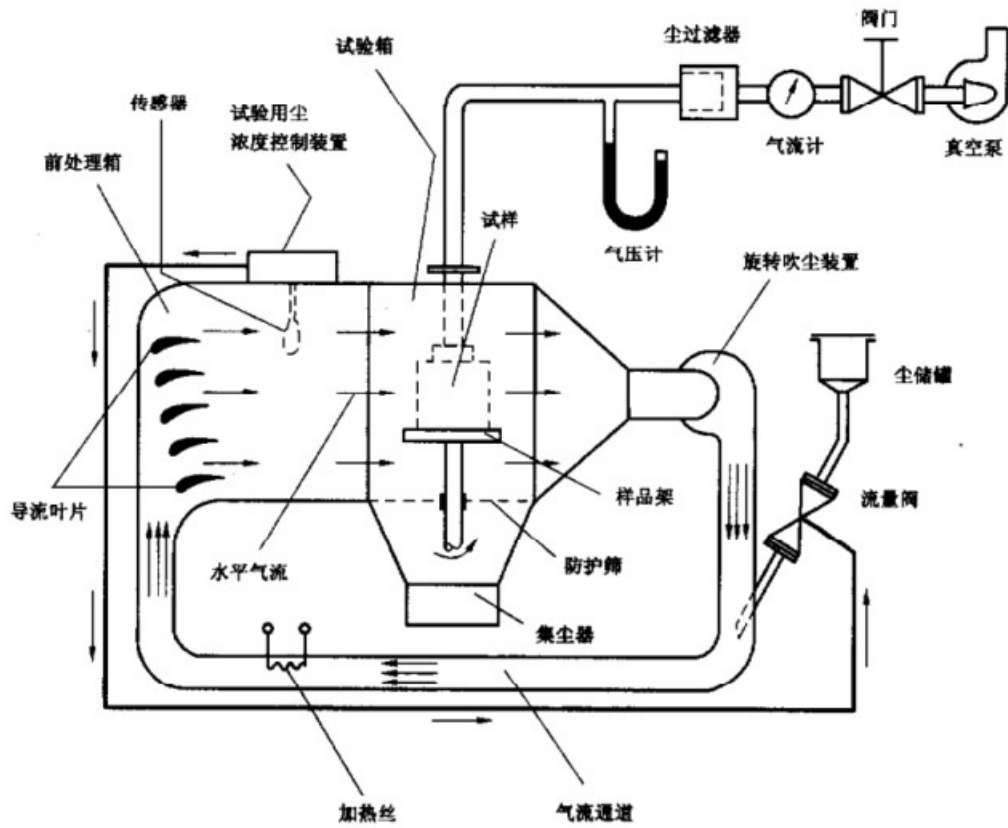 阀门
尘过滤器
试验箱
传感器
试验用尘
浓度控制装置
气流计
真空泵
前处理箱
试样
气压计
旋转吹尘装置
尘储罐
样品架
流量阀
导流叶片
水平气流
防护筛
集尘器
加热丝
气流通道